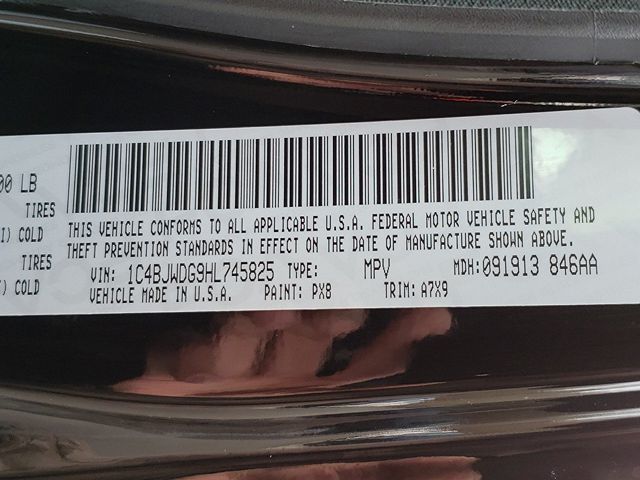 00 LB
TIRES
I) COLD
TIRES
) COLD
THIS VEHICLE CONFORMS TO ALL APPLICABLE U.S.A. FEDERAL MOTOR VEHICLE SAFETY AND
THEFT PREVENTION STANDARDS IN EFFECT ON THE DATE OF MANUFACTURE SHOWN ABOVE.
VIN: 1C4BJWDG9HL745825 TYPE: MPV MDH:091913 846AA
VEHICLE MADE IN U.S.A. PAINT: PX8 TRIM: A7X9